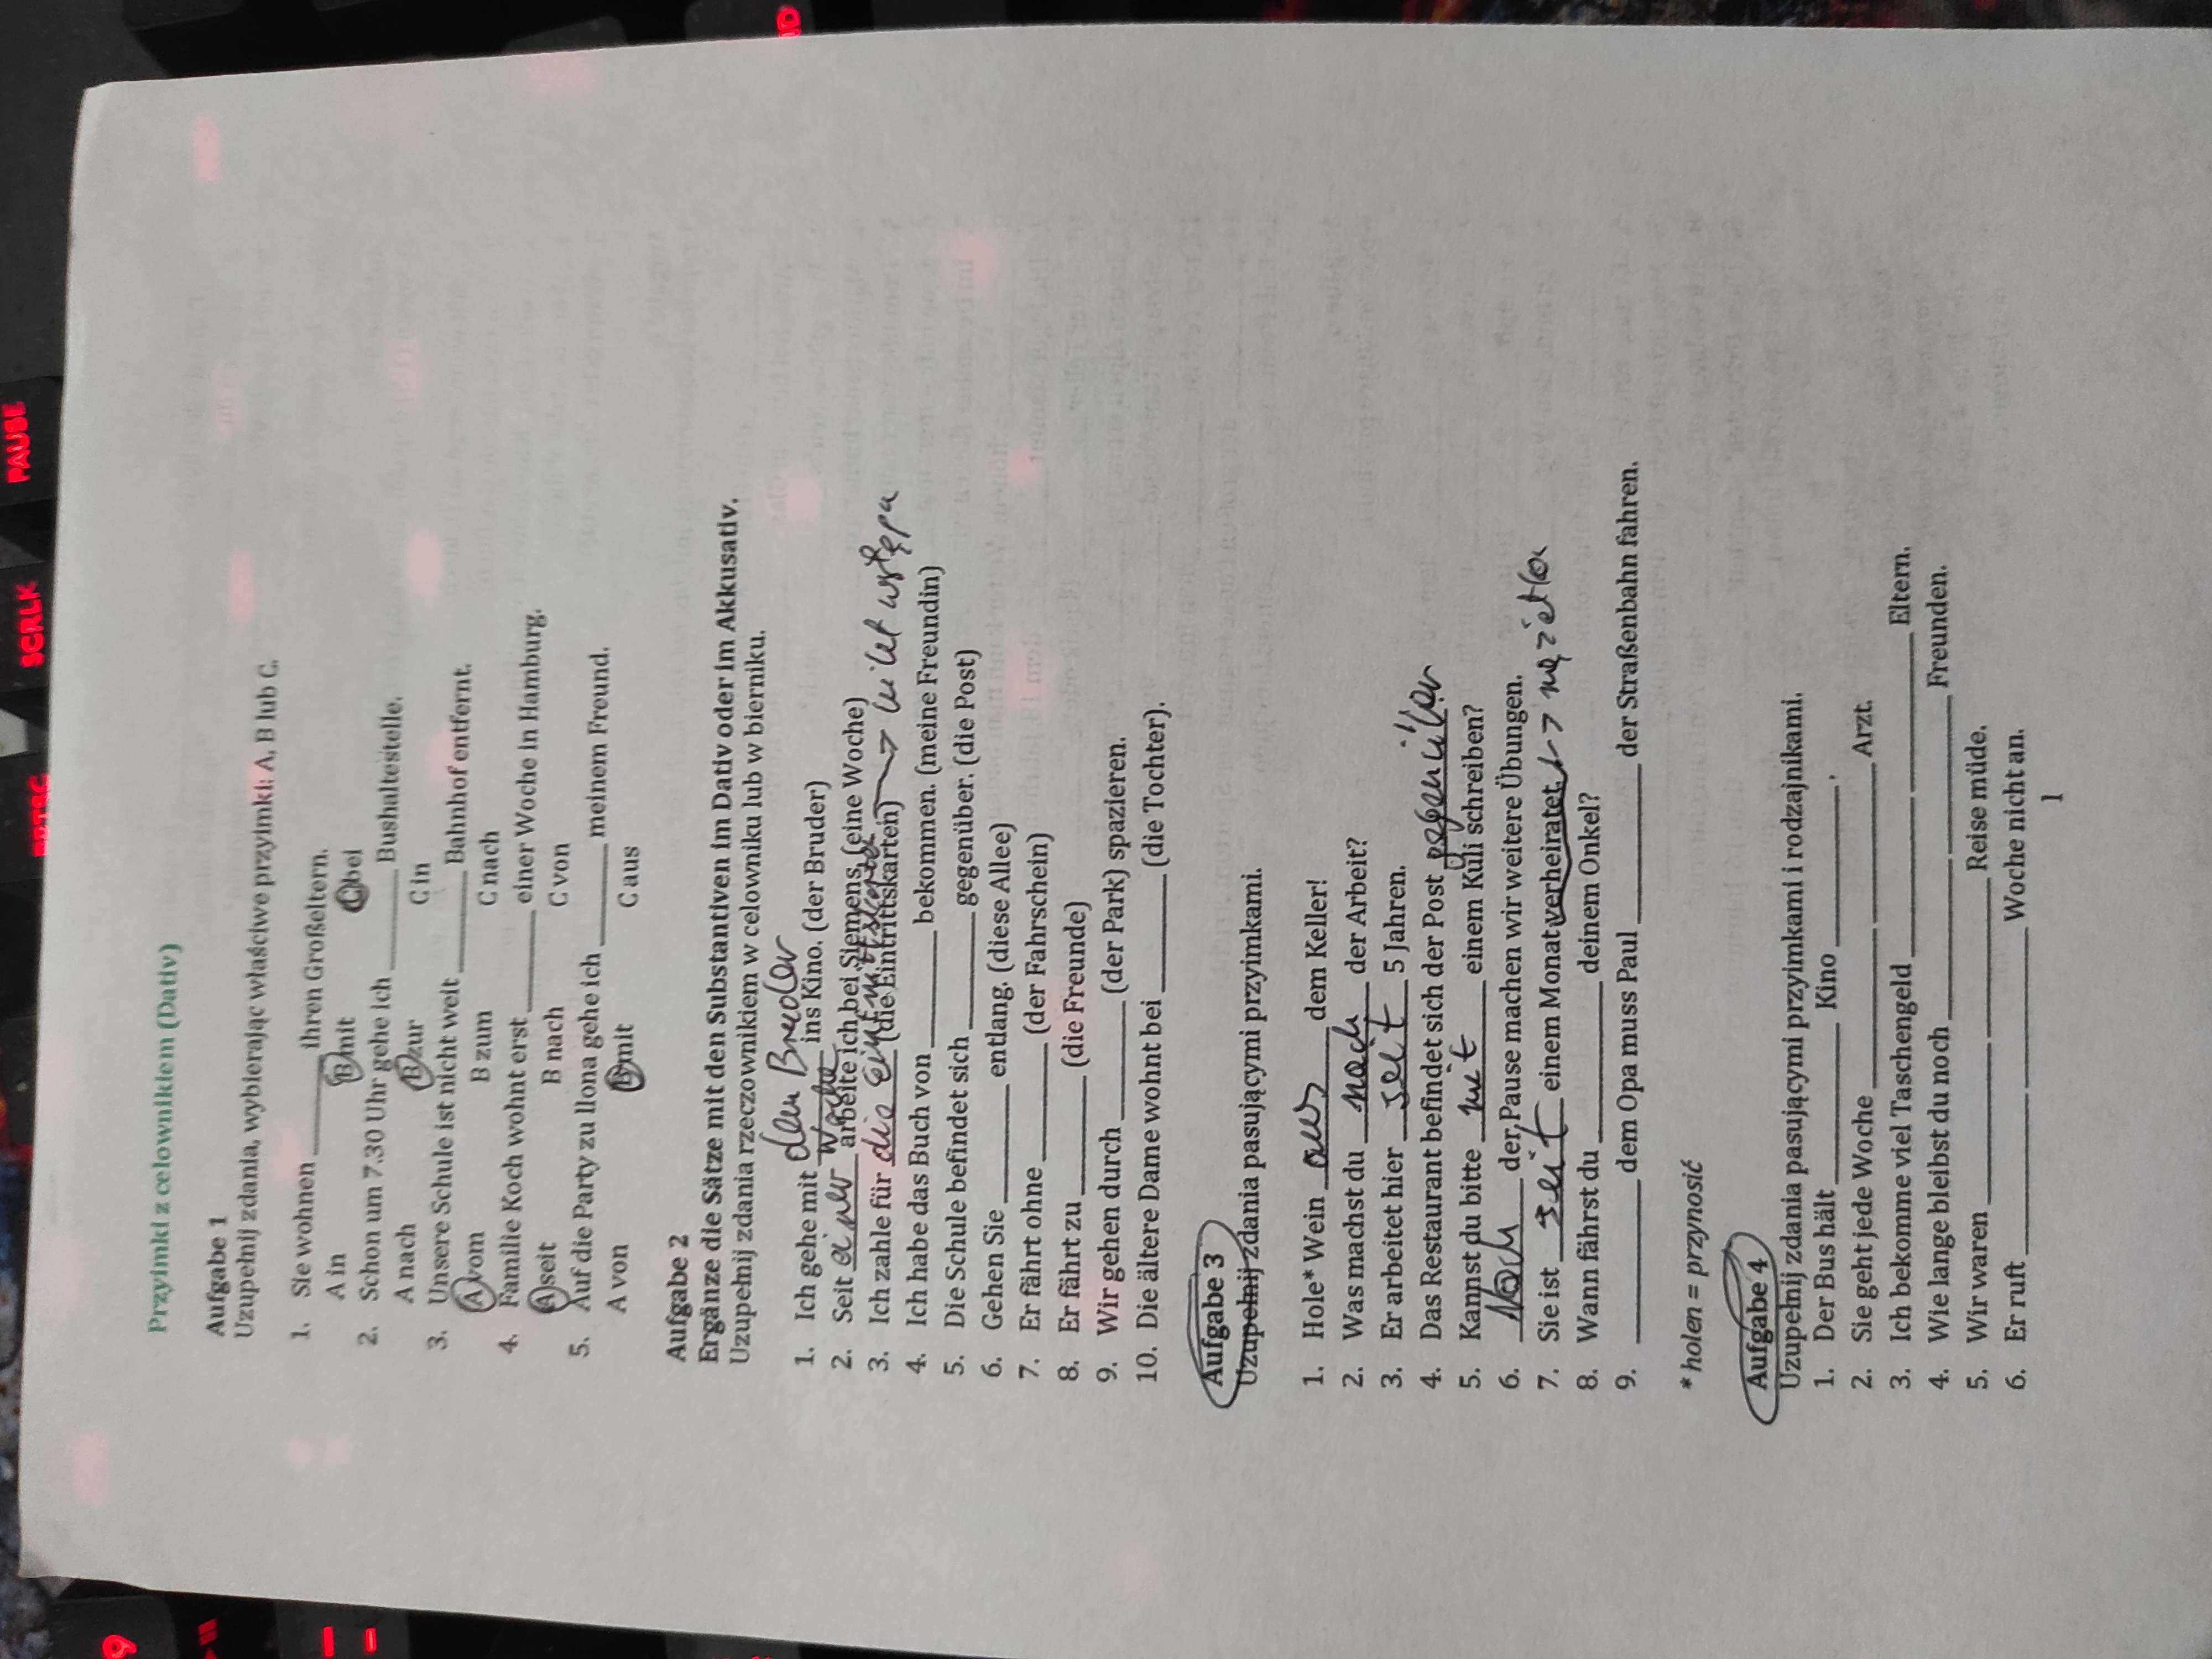 9
PRTSC
SCRLK
PAUSE
Przyimki z celownikiem (Dativ)
Aufgabe 1
Uzupełnij zdania, wybierając właściwe przyimki: A, B lub C.
1. Sie wohnen ________ ihren Großeltern.
A in B mit C bei
2. Schon um 7.30 Uhr gehe ich ________ Bushaltestelle.
A nach B zur C in
3. Unsere Schule ist nicht weit ________ Bahnhof entfernt.
A vom B zum C nach
4. Familie Koch wohnt erst ________ einer Woche in Hamburg.
A seit B nach C von
5. Auf die Party zu Ilona gehe ich ________ meinem Freund.
A von B mit C aus
Aufgabe 2
Ergänze die Sätze mit den Substantiven im Dativ oder im Akkusativ.
Uzupełnij zdania rzeczownikiem w celowniku lub w bierniku.
1. Ich gehe mit dem Bruder ins Kino. (der Bruder)
2. Seit einer Woche arbeite ich bei Siemens. (eine Woche)
3. Ich zahle für die Eintrittskarten (die Eintrittskarten) → bilet wstępu
4. Ich habe das Buch von ________ bekommen. (meine Freundin)
5. Die Schule befindet sich ________ gegenüber. (die Post)
6. Gehen Sie ________ entlang. (diese Allee)
7. Er fährt ohne ________ (der Fahrschein)
8. Er fährt zu ________ (die Freunde)
9. Wir gehen durch ________ (der Park) spazieren.
10. Die ältere Dame wohnt bei ________ (die Tochter).
Aufgabe 3
Uzupełnij zdania pasującymi przyimkami.
1. Hole* Wein aus dem Keller!
2. Was machst du nach der Arbeit?
3. Er arbeitet hier seit 5 Jahren.
4. Das Restaurant befindet sich der Post gegenüber
5. Kannst du bitte mit einem Kuli schreiben?
6. Nach der Pause machen wir weitere Übungen.
7. Sie ist seit einem Monat verheiratet. → mężatka
8. Wann fährst du ________ deinem Onkel?
9. ________ dem Opa muss Paul ________ der Straßenbahn fahren.
* holen = przynosić
Aufgabe 4
Uzupełnij zdania pasującymi przyimkami i rodzajnikami.
1. Der Bus hält ________ Kino ________.
2. Sie geht jede Woche ________ ________ Arzt.
3. Ich bekomme viel Taschengeld ________ ________ Eltern.
4. Wie lange bleibst du noch ________ ________ Freunden.
5. Wir waren ________ ________ Reise müde.
6. Er ruft ________ ________ Woche nicht an.
1